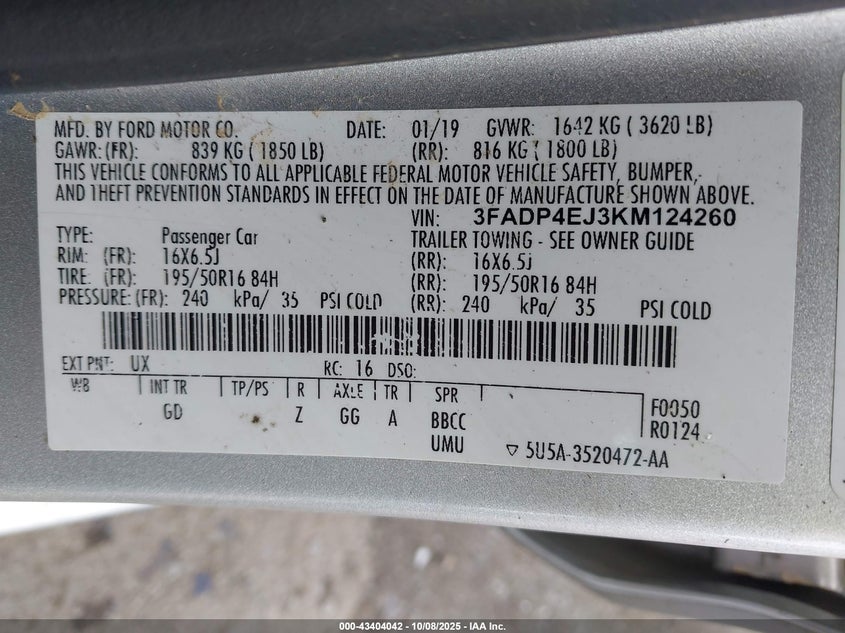 MFD. BY FORD MOTOR CO. DATE: 01/19 GVWR: 1642 KG ( 3620 LB)
GAWR: (FR): 839 KG ( 1850 LB) (RR): 816 KG ( 1800 LB)
THIS VEHICLE CONFORMS TO ALL APPLICABLE FEDERAL MOTOR VEHICLE SAFETY, BUMPER,
AND THEFT PREVENTION STANDARDS IN EFFECT ON THE DATE OF MANUFACTURE SHOWN ABOVE.
VIN: 3FADP4EJ3KM124260
TYPE: Passenger Car TRAILER TOWING - SEE OWNER GUIDE
RIM: (FR): 16X6.5J (RR): 16X6.5J
TIRE: (FR): 195/50R16 84H (RR): 195/50R16 84H
PRESSURE: (FR): 240 kPa/ 35 PSI COLD (RR): 240 kPa/ 35 PSI COLD
EXT PNT: UX RC: 16 DSO:
WB INT TR TP/PS R AXLE TR SPR
GD Z GG A BBCC F0050
UMU R0124
5U5A-3520472-AA
000-43404042 - 10/08/2025 - IAA Inc.